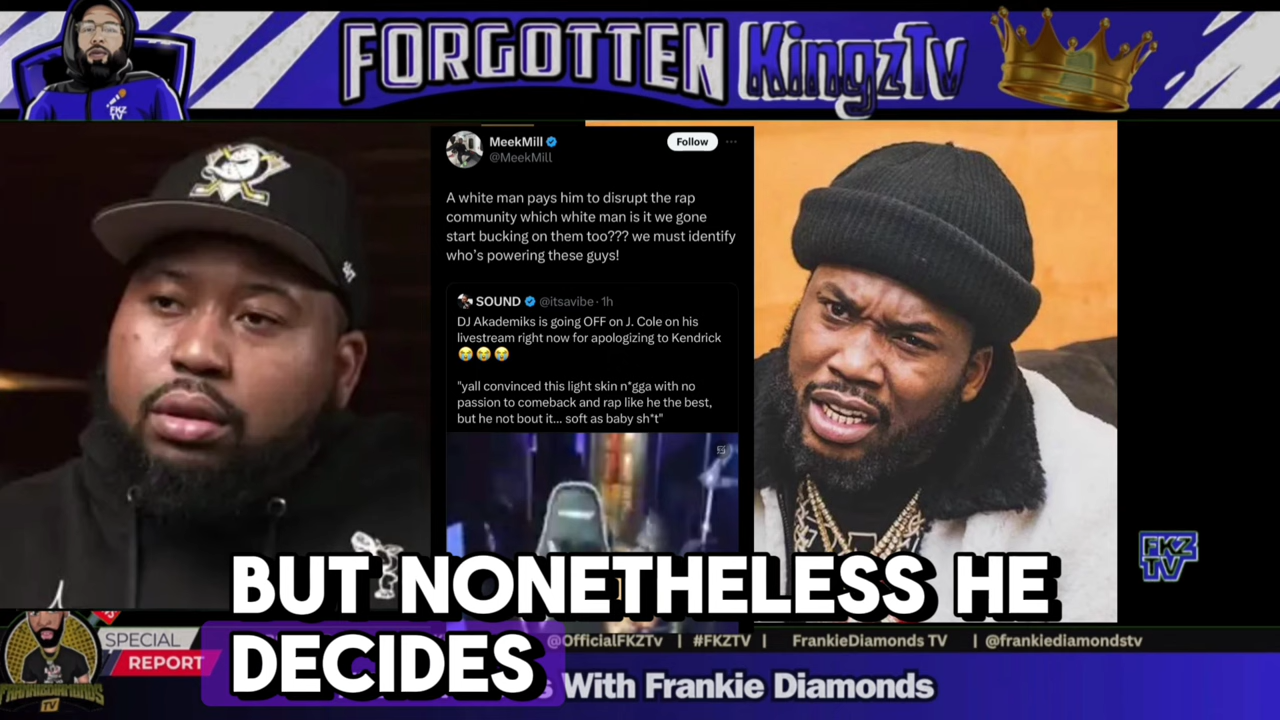 FORGOTTEN KingzTv
FKZ
TV
MeekMill
@MeekMill
Follow
A white man pays him to disrupt the rap
community which white man is it we gone
start bucking on them too??? we must identify
who's powering these guys!
SOUND @itsavibe · 1h
DJ Akademiks is going OFF on J. Cole on his
livestream right now for apologizing to Kendrick
😭😭😭
"yall convinced this light skin n*gga with no
passion to comeback and rap like he the best,
but he not bout it... soft as baby sh*t"
FKZ
TV
BUT NONETHELESS HE
DECIDES
SPECIAL
REPORT
@OfficialFKZTv | #FKZTV | FrankieDiamonds TV | @frankiediamondstv
With Frankie Diamonds
FRANKIEDIAMONDS
TV